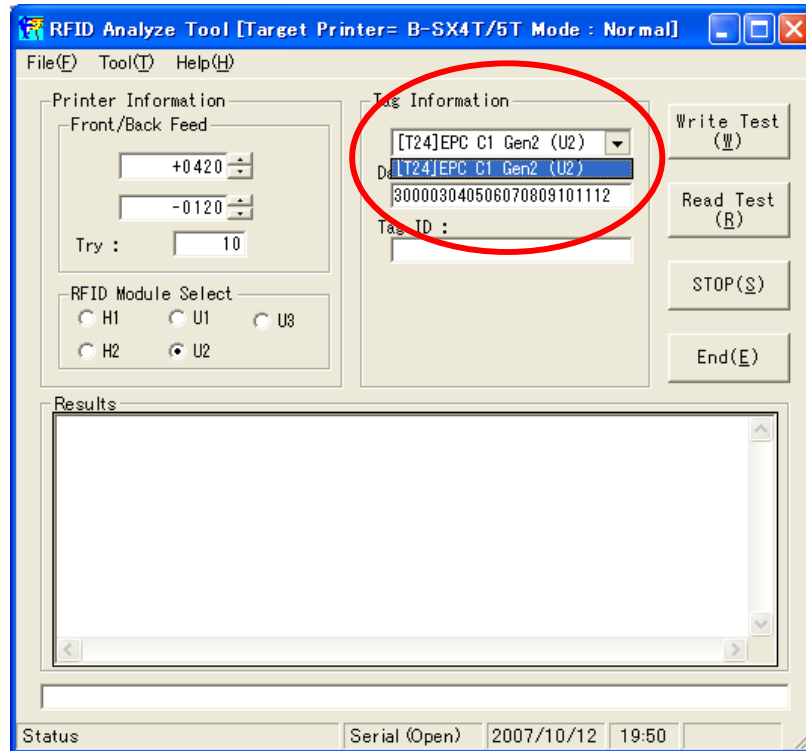 RFID Analyze Tool [Target Printer= B-SX4T/5T Mode : Normal]
File(F) Tool(T) Help(H)
Printer Information
Front/Back Feed
+0420
-0120
Try : 10
RFID Module Select
H1 U1 U3
H2 U2
Tag Information
[T24]EPC C1 Gen2 (U2)
[T24]EPC C1 Gen2 (U2)
300003040506070809101112
Tag ID :
Write Test
(W)
Read Test
(R)
STOP(S)
End(E)
Results
Status Serial (Open) 2007/10/12 19:50